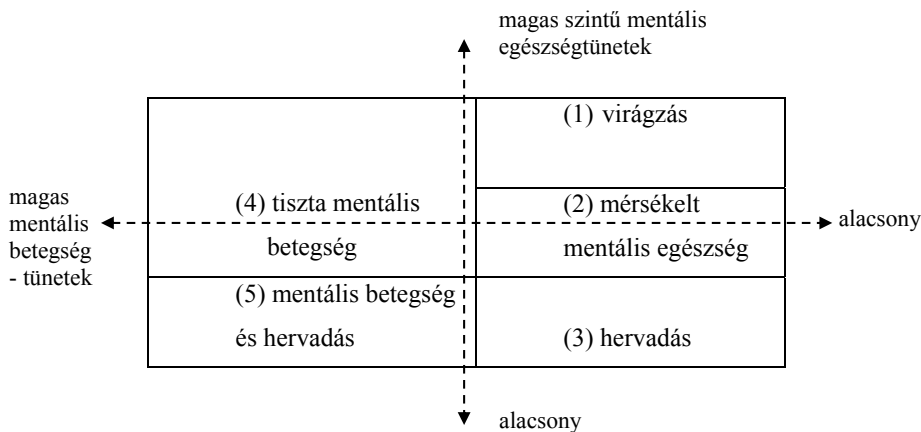 magas szintű mentális
egészségtünetek
(1) virágzás
magas
mentális
betegség
- tünetek
(4) tiszta mentális
betegség
(2) mérsékelt
mentális egészség
alacsony
(5) mentális betegség
és hervadás
(3) hervadás
alacsony